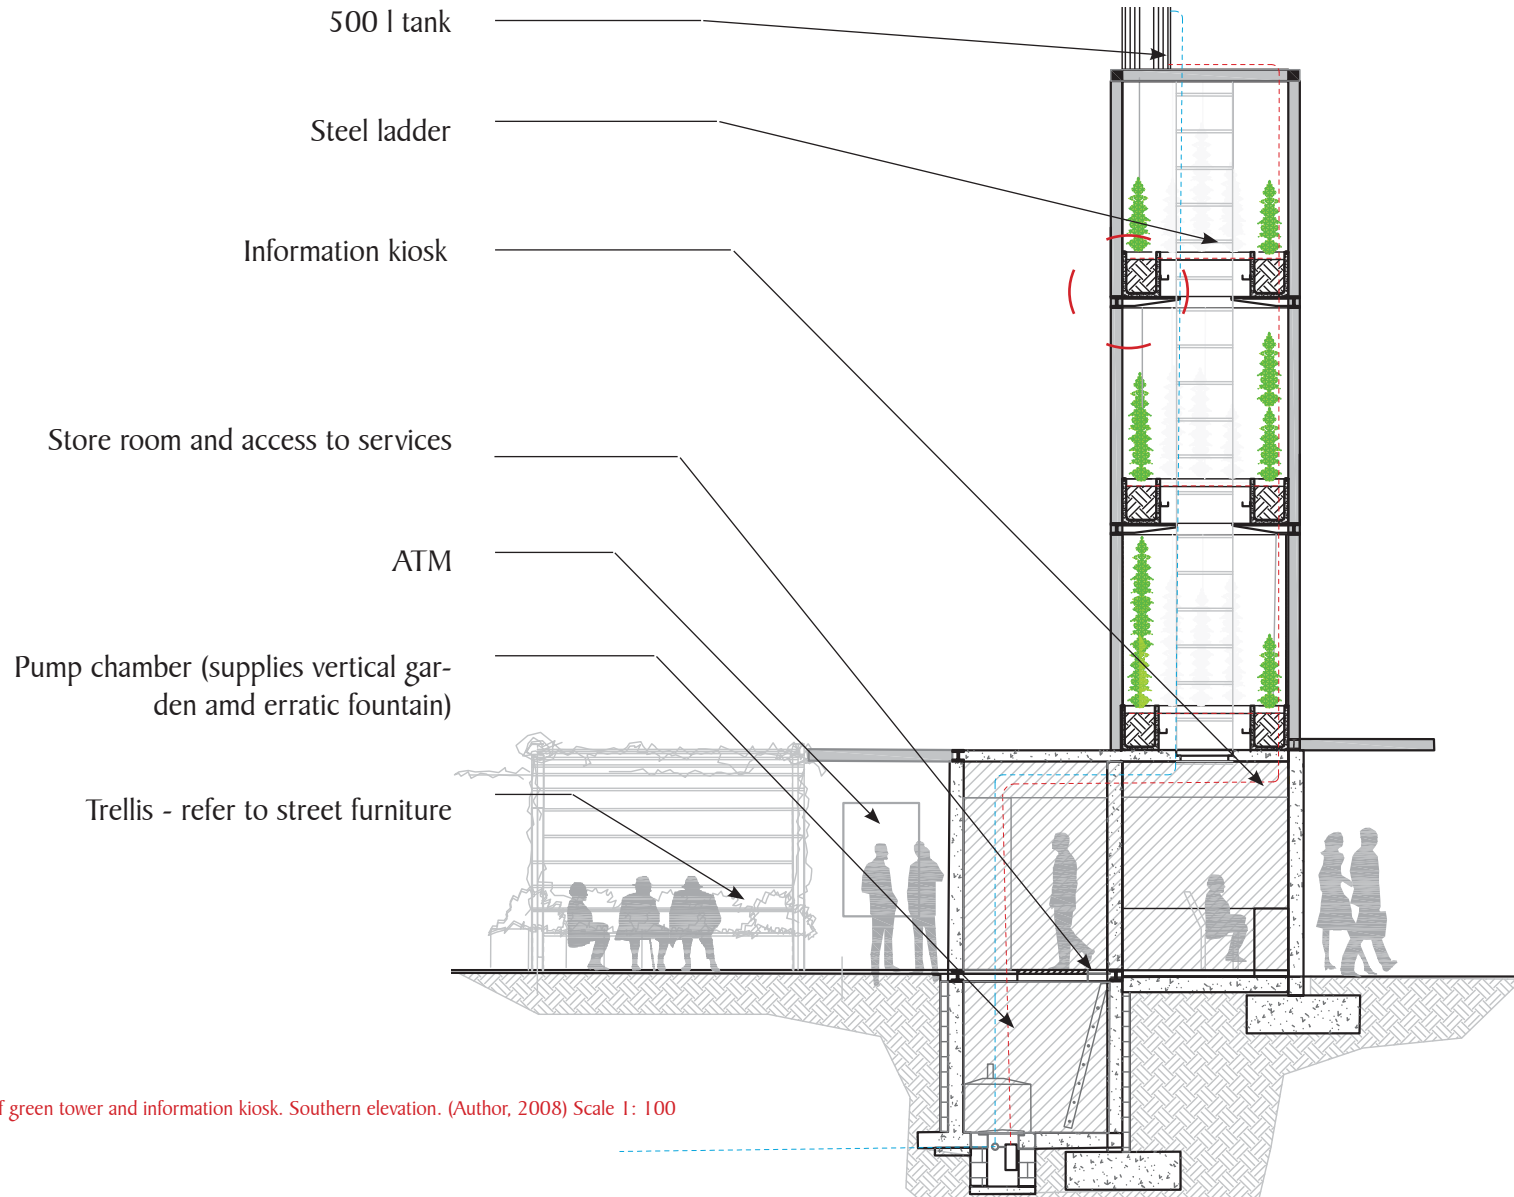 500 l tank
Steel ladder
Information kiosk
Store room and access to services
ATM
Pump chamber (supplies vertical gar-
den amd erratic fountain)
Trellis - refer to street furniture
green tower and information kiosk. Southern elevation. (Author, 2008) Scale 1: 100